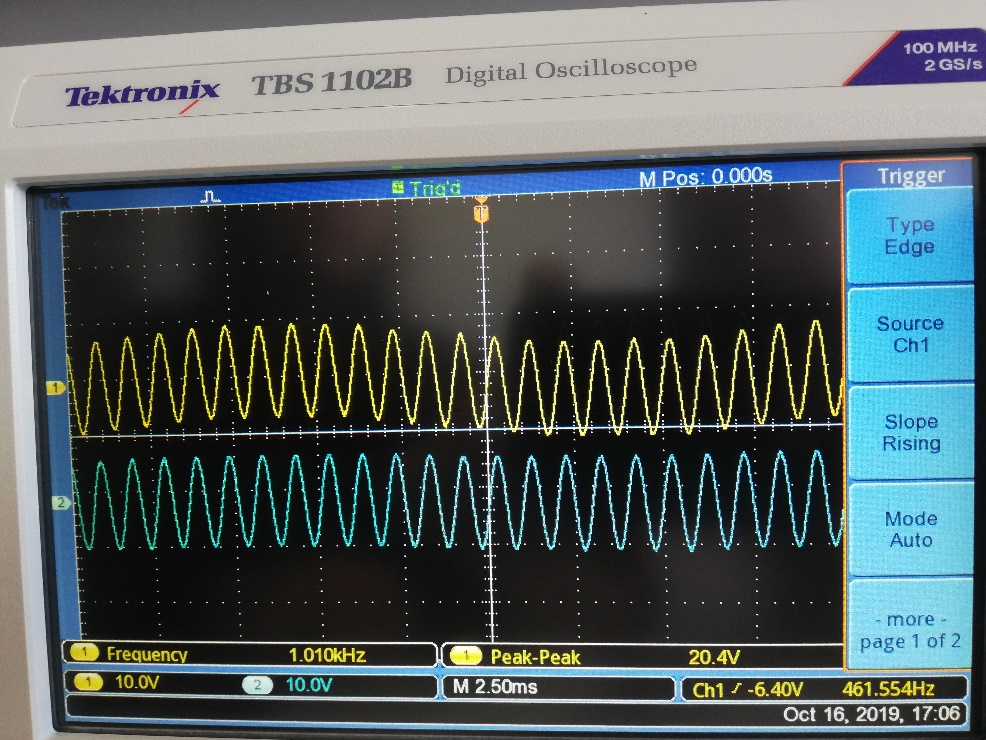 Tektronix TBS 1102B Digital Oscilloscope
100 MHz
2 GS/s
Tek Trig'd M Pos: 0.000s
Trigger
Type
Edge
Source
Ch1
Slope
Rising
Mode
Auto
- more -
page 1 of 2
1
2
1 Frequency 1.010kHz 1 Peak-Peak 20.4V
1 10.0V 2 10.0V M 2.50ms Ch1 -6.40V 461.554Hz
Oct 16, 2019, 17:06